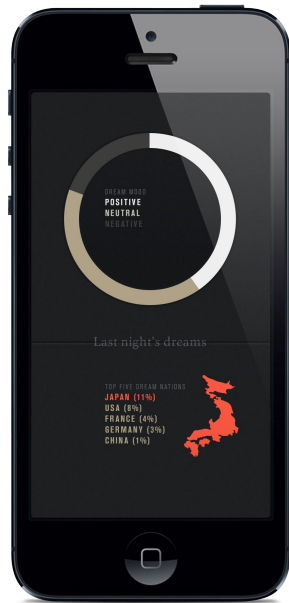 DREAM MOOD
POSITIVE
NEUTRAL
NEGATIVE
Last night's dreams
TOP FIVE DREAM NATIONS
JAPAN (11%)
USA (8%)
FRANCE (4%)
GERMANY (3%)
CHINA (1%)